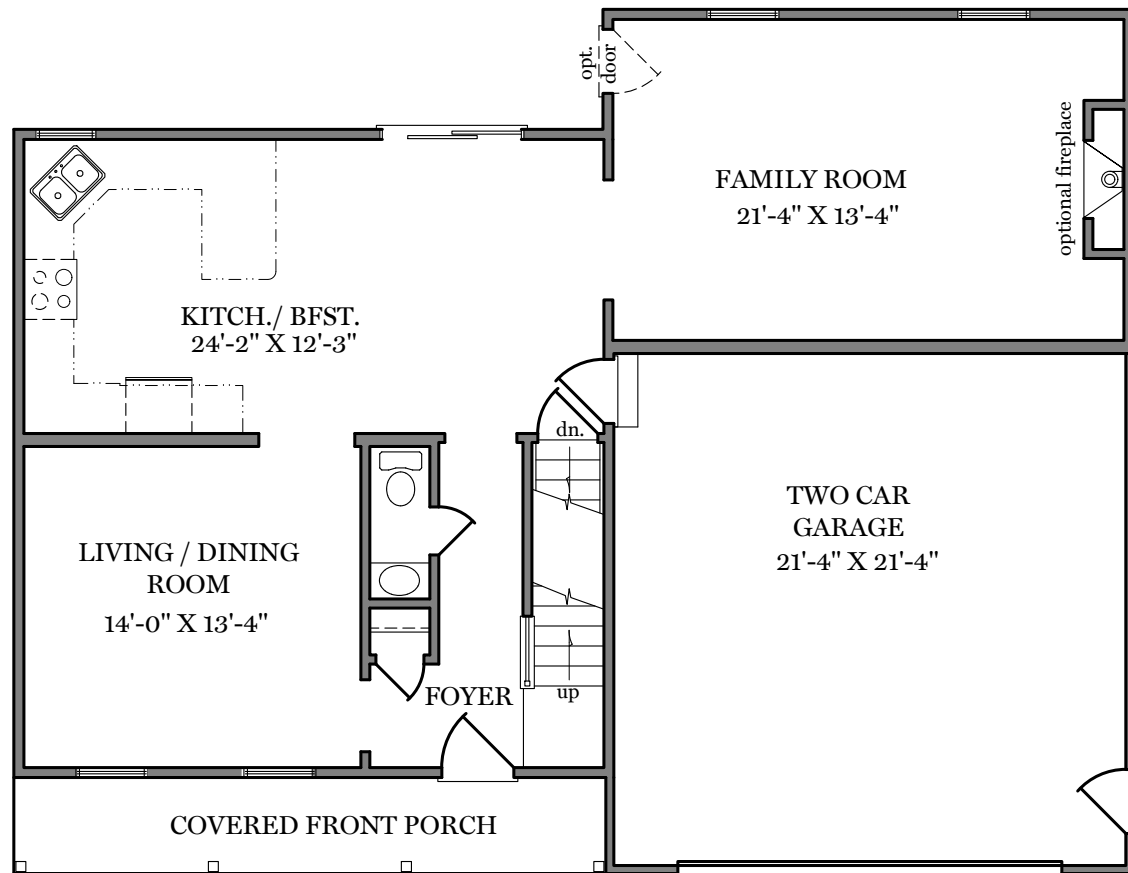 opt.
door
FAMILY ROOM
21'-4" X 13'-4"
optional fireplace
KITCH./ BFST.
24'-2" X 12'-3"
dn.
TWO CAR
GARAGE
21'-4" X 21'-4"
LIVING / DINING
ROOM
14'-0" X 13'-4"
FOYER
up
COVERED FRONT PORCH